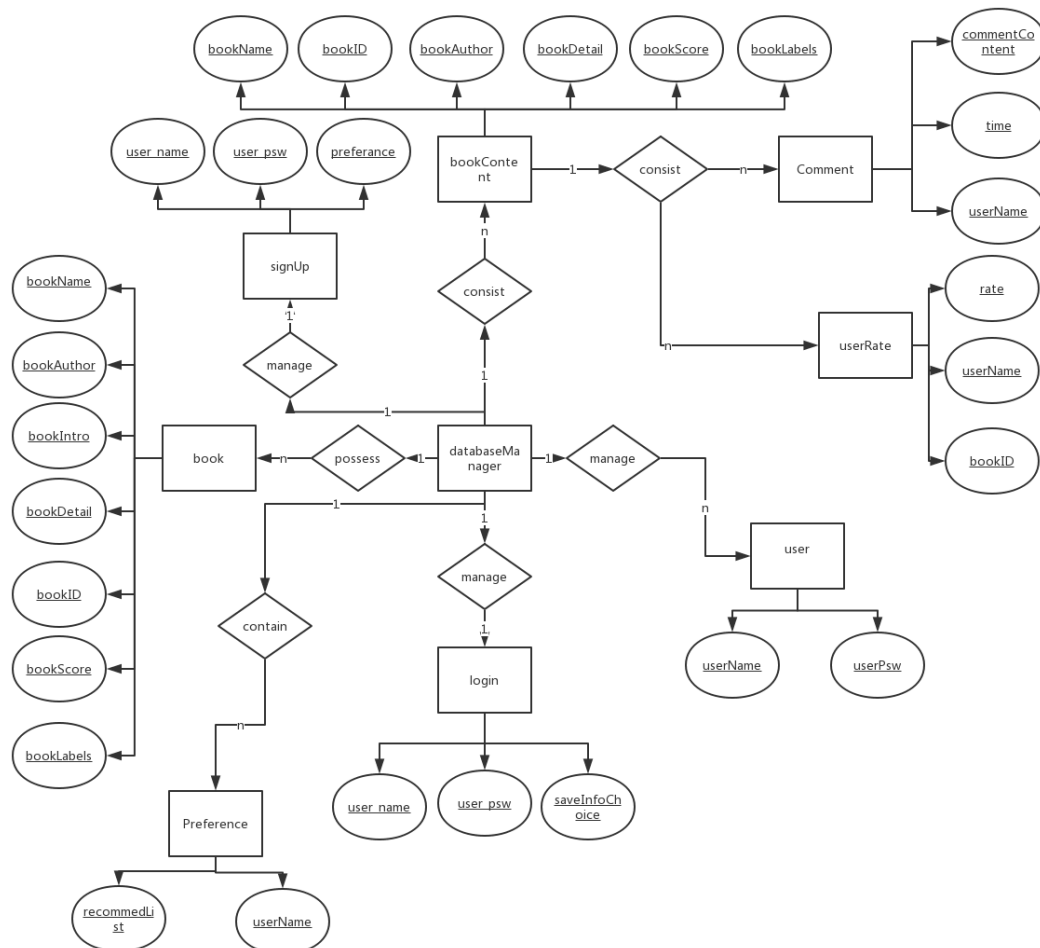 bookName
bookID
bookAuthor
bookDetail
bookScore
bookLabels
commentCo
ntent
user_name
user_psw
preferance
time
bookConte
nt
1
consist
n
Comment
userName
signUp
n
bookName
consist
rate
1
n
userRate
manage
bookAuthor
1
userName
1
bookIntro
book
n
possess
1
databaseMa
nager
1
manage
bookID
bookDetail
1
1
n
user
manage
bookID
contain
1
bookScore
login
userName
userPsw
n
bookLabels
user_name
user_psw
saveInfoCh
oice
Preference
recommedLi
st
userName